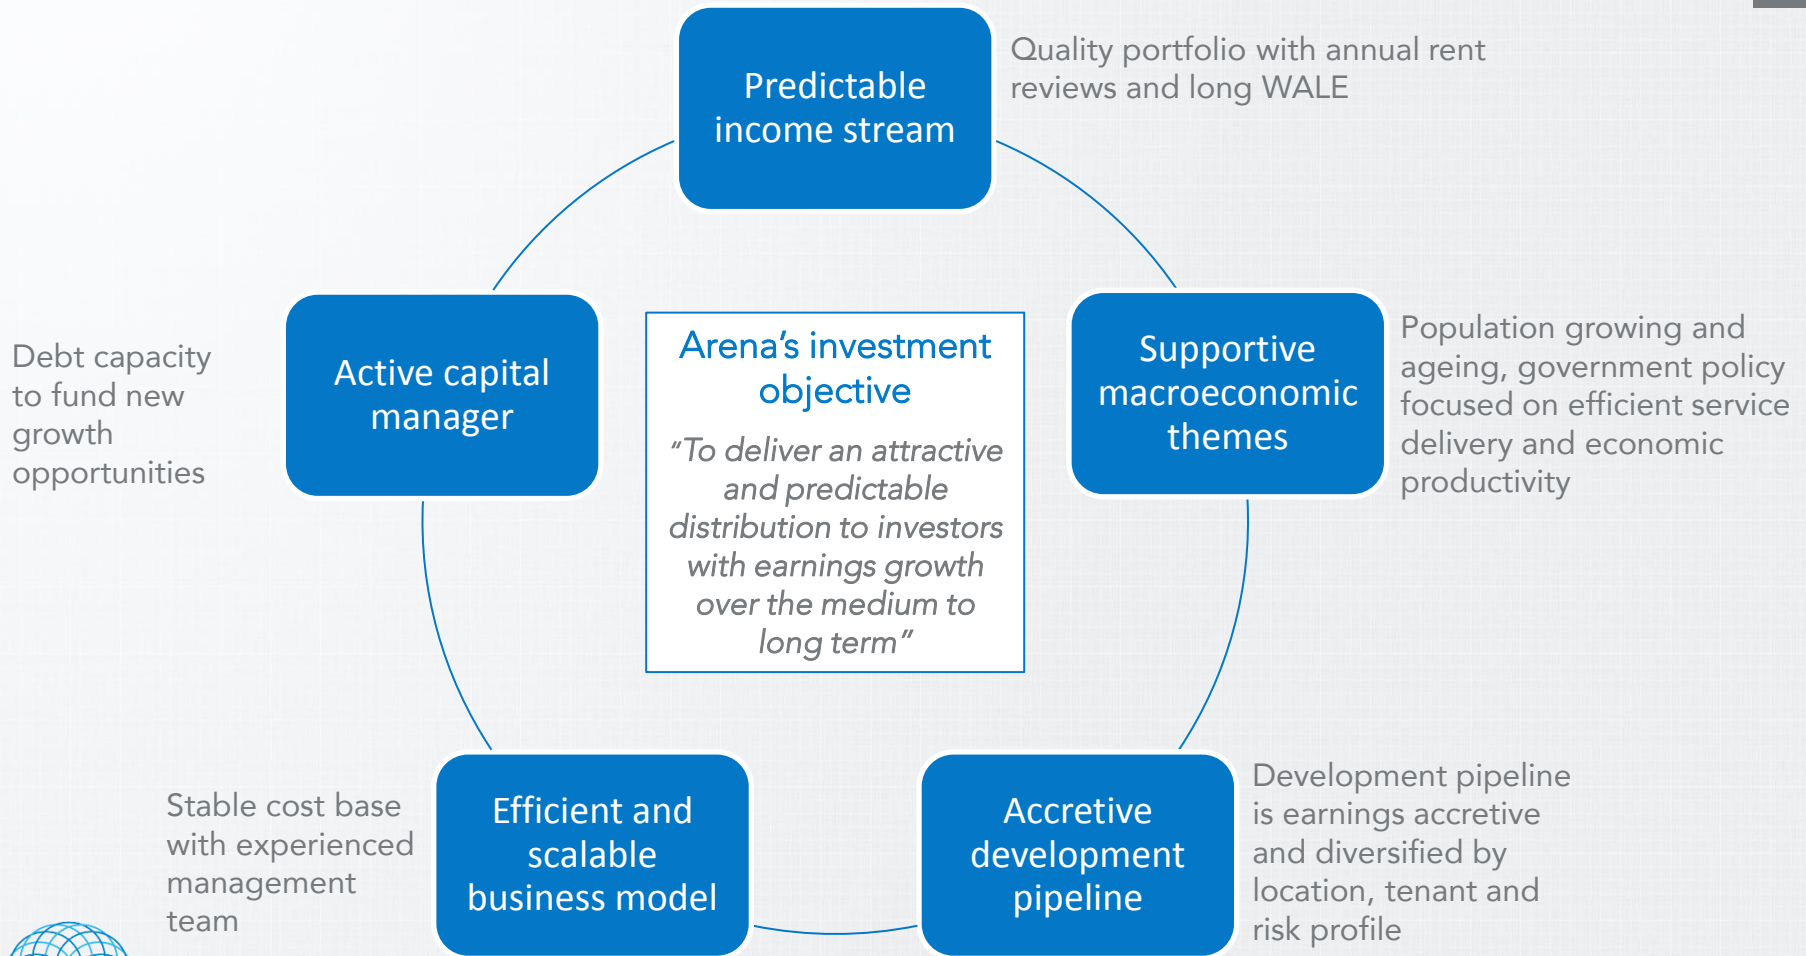 Predictable
income stream
Quality portfolio with annual rent
reviews and long WALE
Supportive
macroeconomic
themes
Population growing and
ageing, government policy
focused on efficient service
delivery and economic
productivity
Accretive
development
pipeline
Development pipeline
is earnings accretive
and diversified by
location, tenant and
risk profile
Efficient and
scalable
business model
Stable cost base
with experienced
management
team
Active capital
manager
Debt capacity
to fund new
growth
opportunities
Arena’s investment
objective
“To deliver an attractive
and predictable
distribution to investors
with earnings growth
over the medium to
long term”